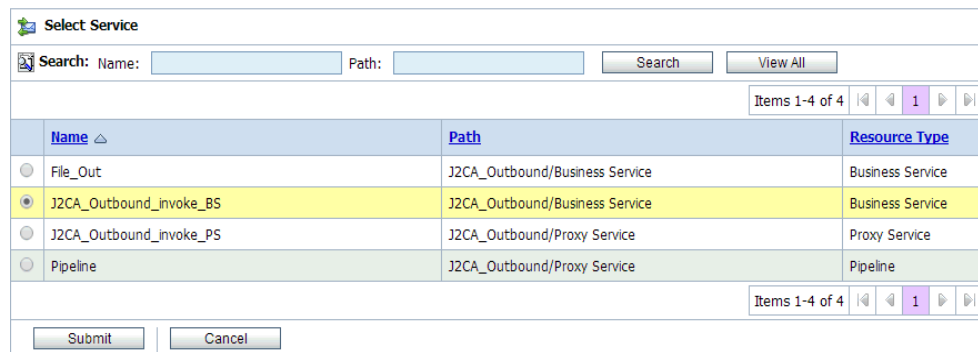 Select Service
Search: Name: Path: Search View All
Items 1-4 of 4 1
Name Path Resource Type
File_Out J2CA_Outbound/Business Service Business Service
J2CA_Outbound_invoke_BS J2CA_Outbound/Business Service Business Service
J2CA_Outbound_invoke_PS J2CA_Outbound/Proxy Service Proxy Service
Pipeline J2CA_Outbound/Proxy Service Pipeline
Items 1-4 of 4 1
Submit Cancel